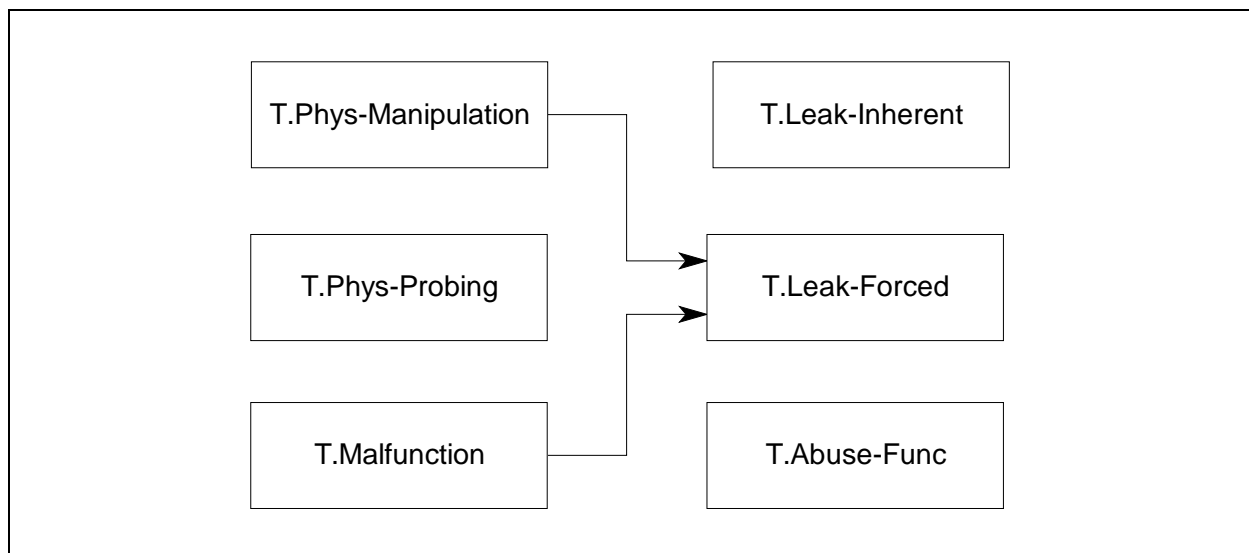 T.Phys-Manipulation
T.Leak-Inherent
T.Phys-Probing
T.Leak-Forced
T.Malfunction
T.Abuse-Func